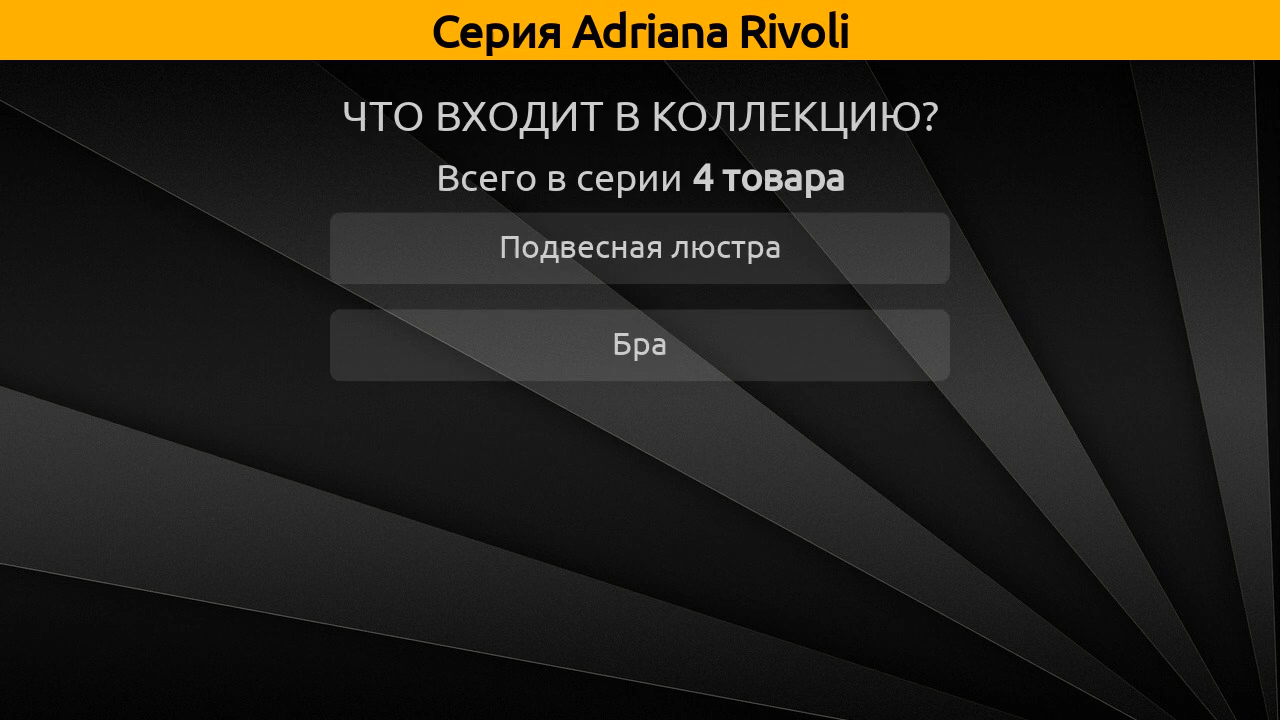 Серия Adriana Rivoli
ЧТО ВХОДИТ В КОЛЛЕКЦИЮ?
Всего в серии 4 товара
Подвесная люстра
Бра